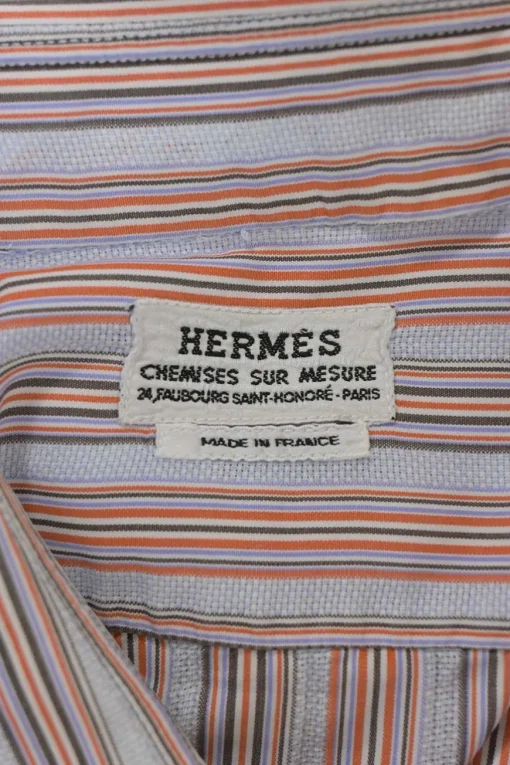 HERMÈS
CHEMISES SUR MESURE
24, FAUBOURG SAINT-HONORÉ - PARIS
MADE IN FRANCE